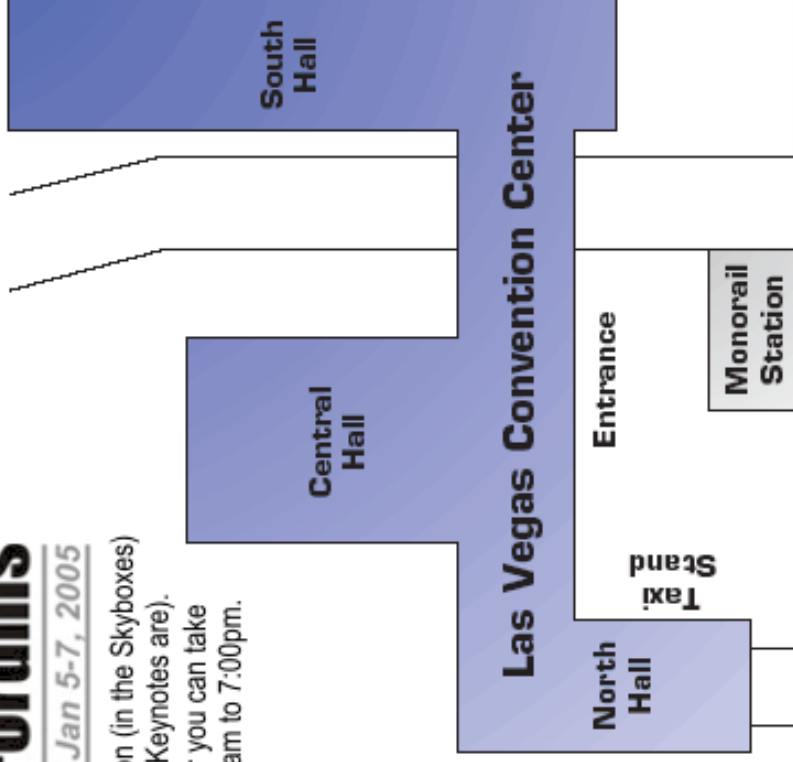 Jan 5-7, 2005
(in the Skyboxes)
Keynotes are).
you can take
to 7:00pm.
South
Hall
Central
Hall
Las Vegas Convention Center
Entrance
Monorail
Station
Taxi
Stand
North
Hall